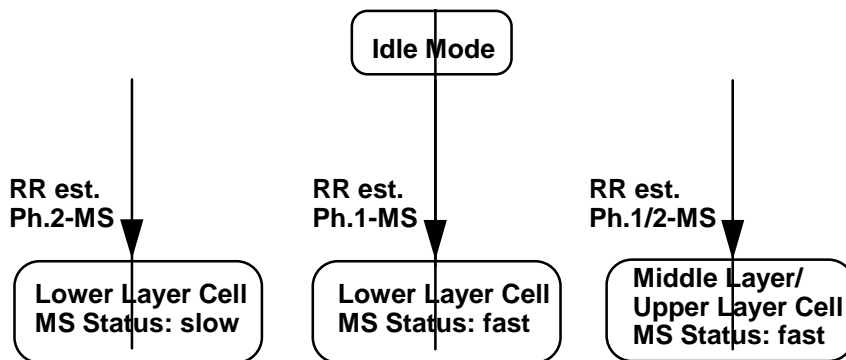 Idle Mode
RR est.
Ph.2-MS
RR est.
Ph.1-MS
RR est.
Ph.1/2-MS
Lower Layer Cell
MS Status: slow
Lower Layer Cell
MS Status: fast
Middle Layer/
Upper Layer Cell
MS Status: fast